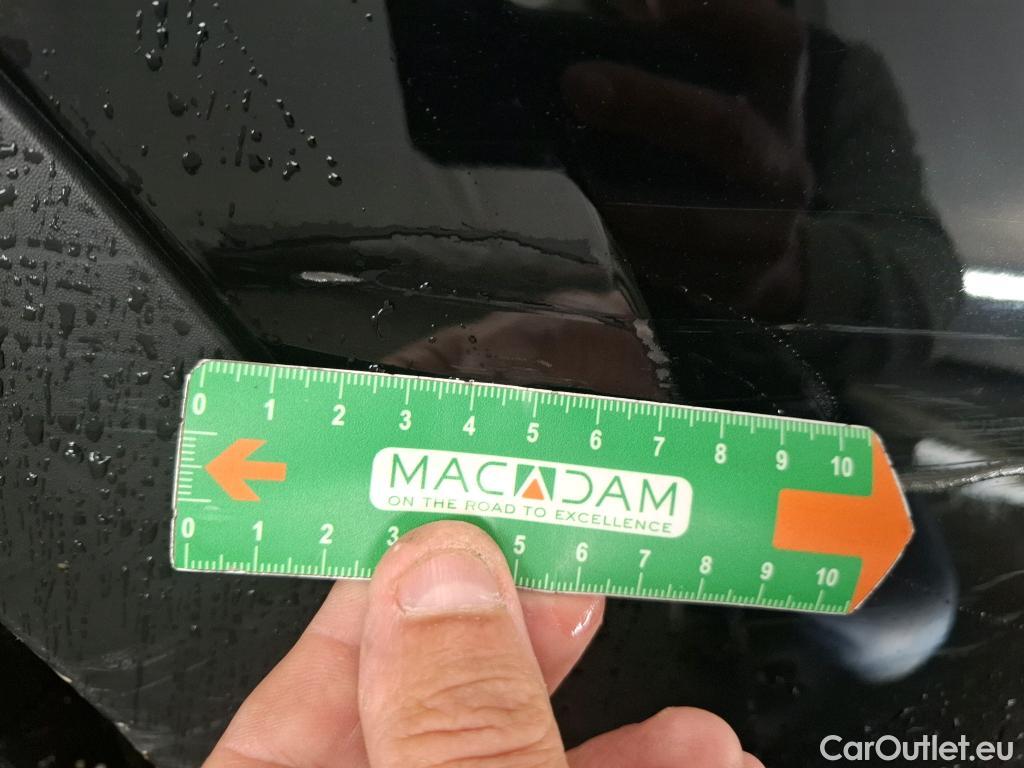 0 1 2 3 4 5 6 7 8 9 10
MACADAM
ON THE ROAD TO EXCELLENCE
0 1 2 3 5 6 7 8 9 10
CarOutlet.eu